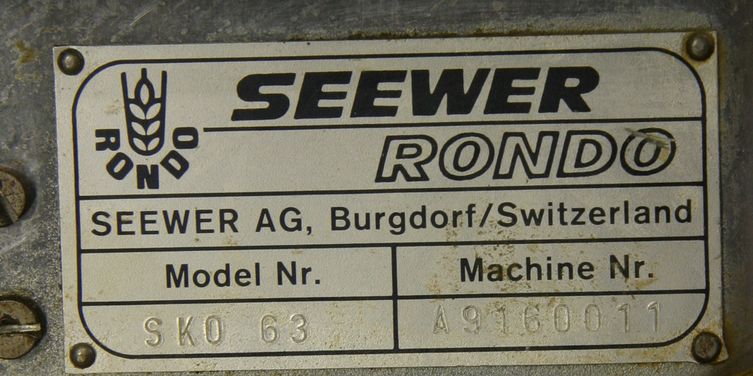 SEEWER
RONDO
RONDO
SEEWER AG, Burgdorf/Switzerland
Model Nr.
Machine Nr.
SKO 63
A9160011